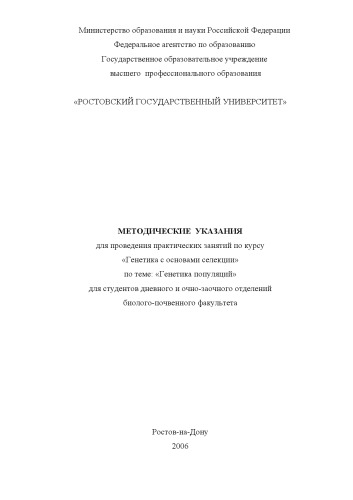 Министерство образования и науки Российской Федерации
Федеральное агентство по образованию
Государственное образовательное учреждение
высшего профессионального образования
«РОСТОВСКИЙ ГОСУДАРСТВЕННЫЙ УНИВЕРСИТЕТ»
МЕТОДИЧЕСКИЕ УКАЗАНИЯ
для проведения практических занятий по курсу
«Генетика с основами селекции»
по теме: «Генетика популяций»
для студентов дневного и очно-заочного отделений
биолого-почвенного факультета
Ростов-на-Дону
2006